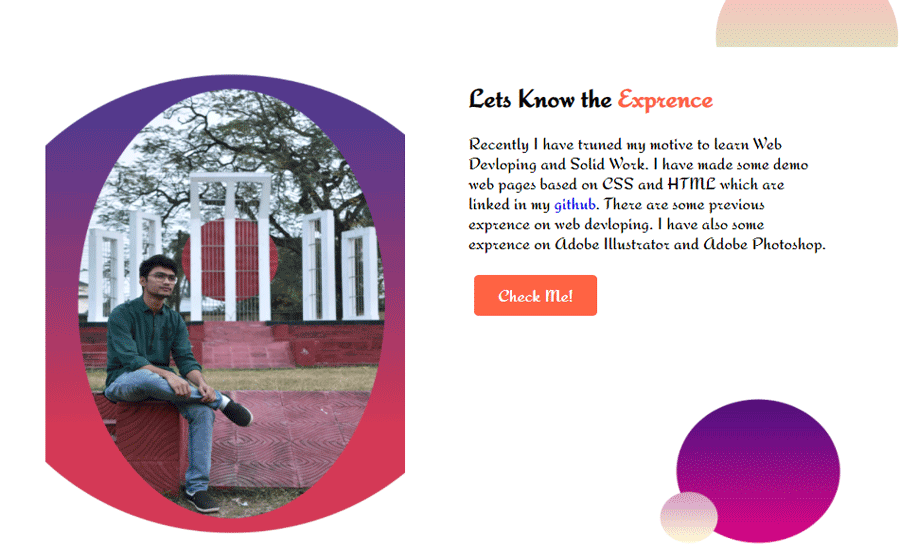 Lets Know the Exprence
Recently I have truned my motive to learn Web
Devloping and Solid Work. I have made some demo
web pages based on CSS and HTML which are
linked in my github. There are some previous
exprence on web devloping. I have also some
exprence on Adobe Illustrator and Adobe Photoshop.
Check Me!